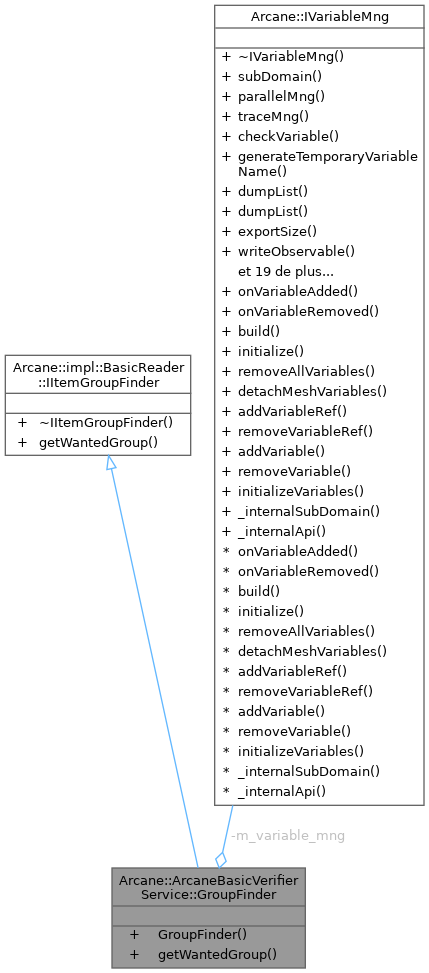 Arcane::IVariableMng
+ ~IVariableMng()
+ subDomain()
+ parallelMng()
+ traceMng()
+ checkVariable()
+ generateTemporaryVariable
Name()
+ dumpList()
+ dumpList()
+ exportSize()
+ writeObservable()
et 19 de plus...
+ onVariableAdded()
+ onVariableRemoved()
+ build()
+ initialize()
+ removeAllVariables()
+ detachMeshVariables()
+ addVariableRef()
+ removeVariableRef()
+ addVariable()
+ removeVariable()
+ initializeVariables()
+ _internalSubDomain()
+ _internalApi()
* onVariableAdded()
* onVariableRemoved()
* build()
* initialize()
* removeAllVariables()
* detachMeshVariables()
* addVariableRef()
* removeVariableRef()
* addVariable()
* removeVariable()
* initializeVariables()
* _internalSubDomain()
* _internalApi()
Arcane::impl::BasicReader
::IItemGroupFinder
+ ~IItemGroupFinder()
+ getWantedGroup()
-m_variable_mng
Arcane::ArcaneBasicVerifier
Service::GroupFinder
+ GroupFinder()
+ getWantedGroup()